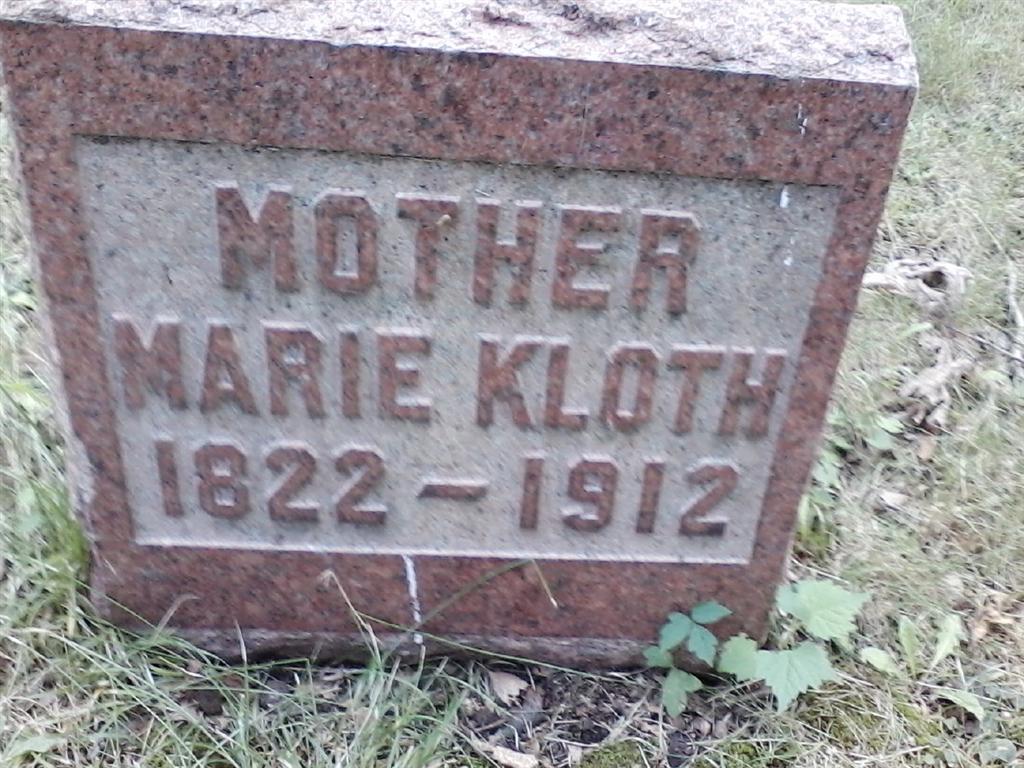 MOTHER
MARIE KLOTH
1822 - 1912